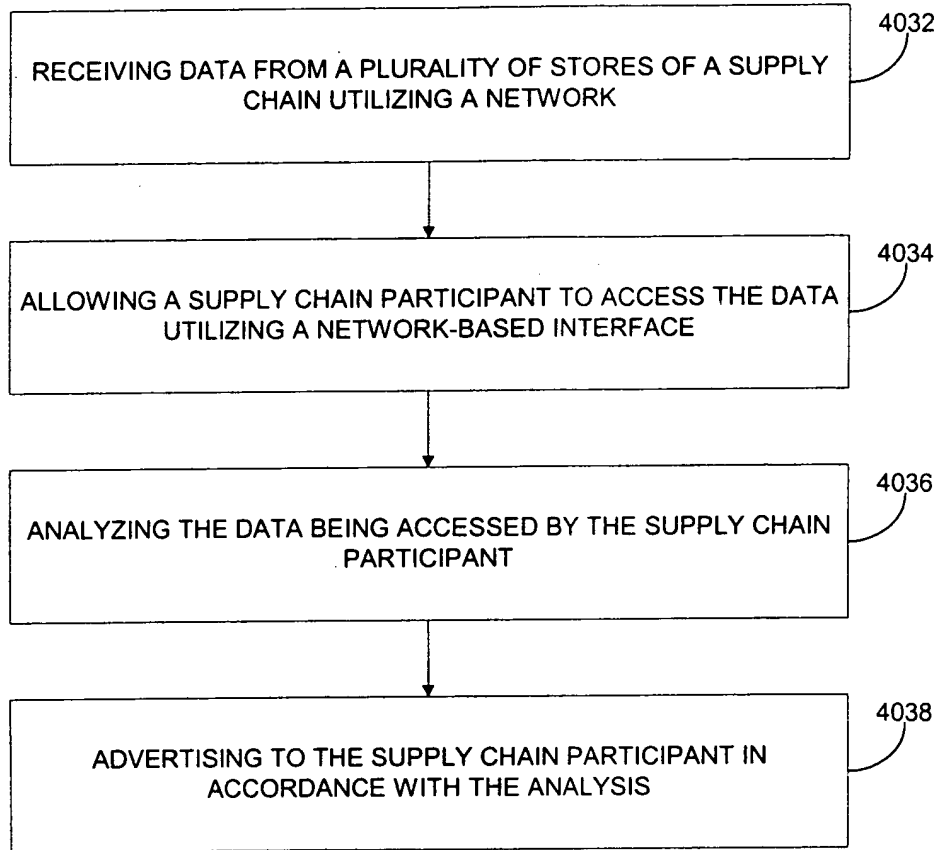 4032
RECEIVING DATA FROM A PLURALITY OF STORES OF A SUPPLY
CHAIN UTILIZING A NETWORK
4034
ALLOWING A SUPPLY CHAIN PARTICIPANT TO ACCESS THE DATA
UTILIZING A NETWORK-BASED INTERFACE
4036
ANALYZING THE DATA BEING ACCESSED BY THE SUPPLY CHAIN
PARTICIPANT
4038
ADVERTISING TO THE SUPPLY CHAIN PARTICIPANT IN
ACCORDANCE WITH THE ANALYSIS